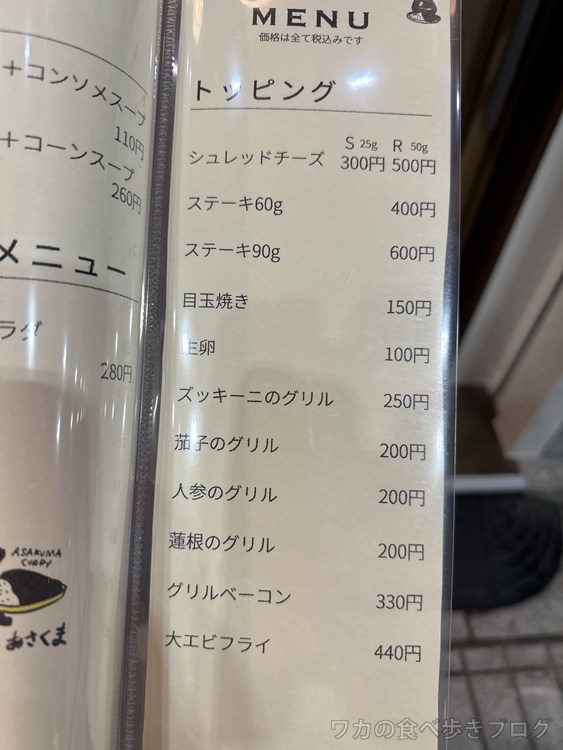 ＋コンソメスープ
110円
＋コーンスープ
260円
メニュー
ラダ
280円
ASAKUMA
CURRY
あさくま
MENU
価格は全て税込みです
トッピング
S 25g R 50g
シュレッドチーズ 300円 500円
ステーキ60g 400円
ステーキ90g 600円
目玉焼き 150円
生卵 100円
ズッキーニのグリル 250円
茄子のグリル 200円
人参のグリル 200円
蓮根のグリル 200円
グリルベーコン 330円
大エビフライ 440円
ワカの食べ歩きブログ